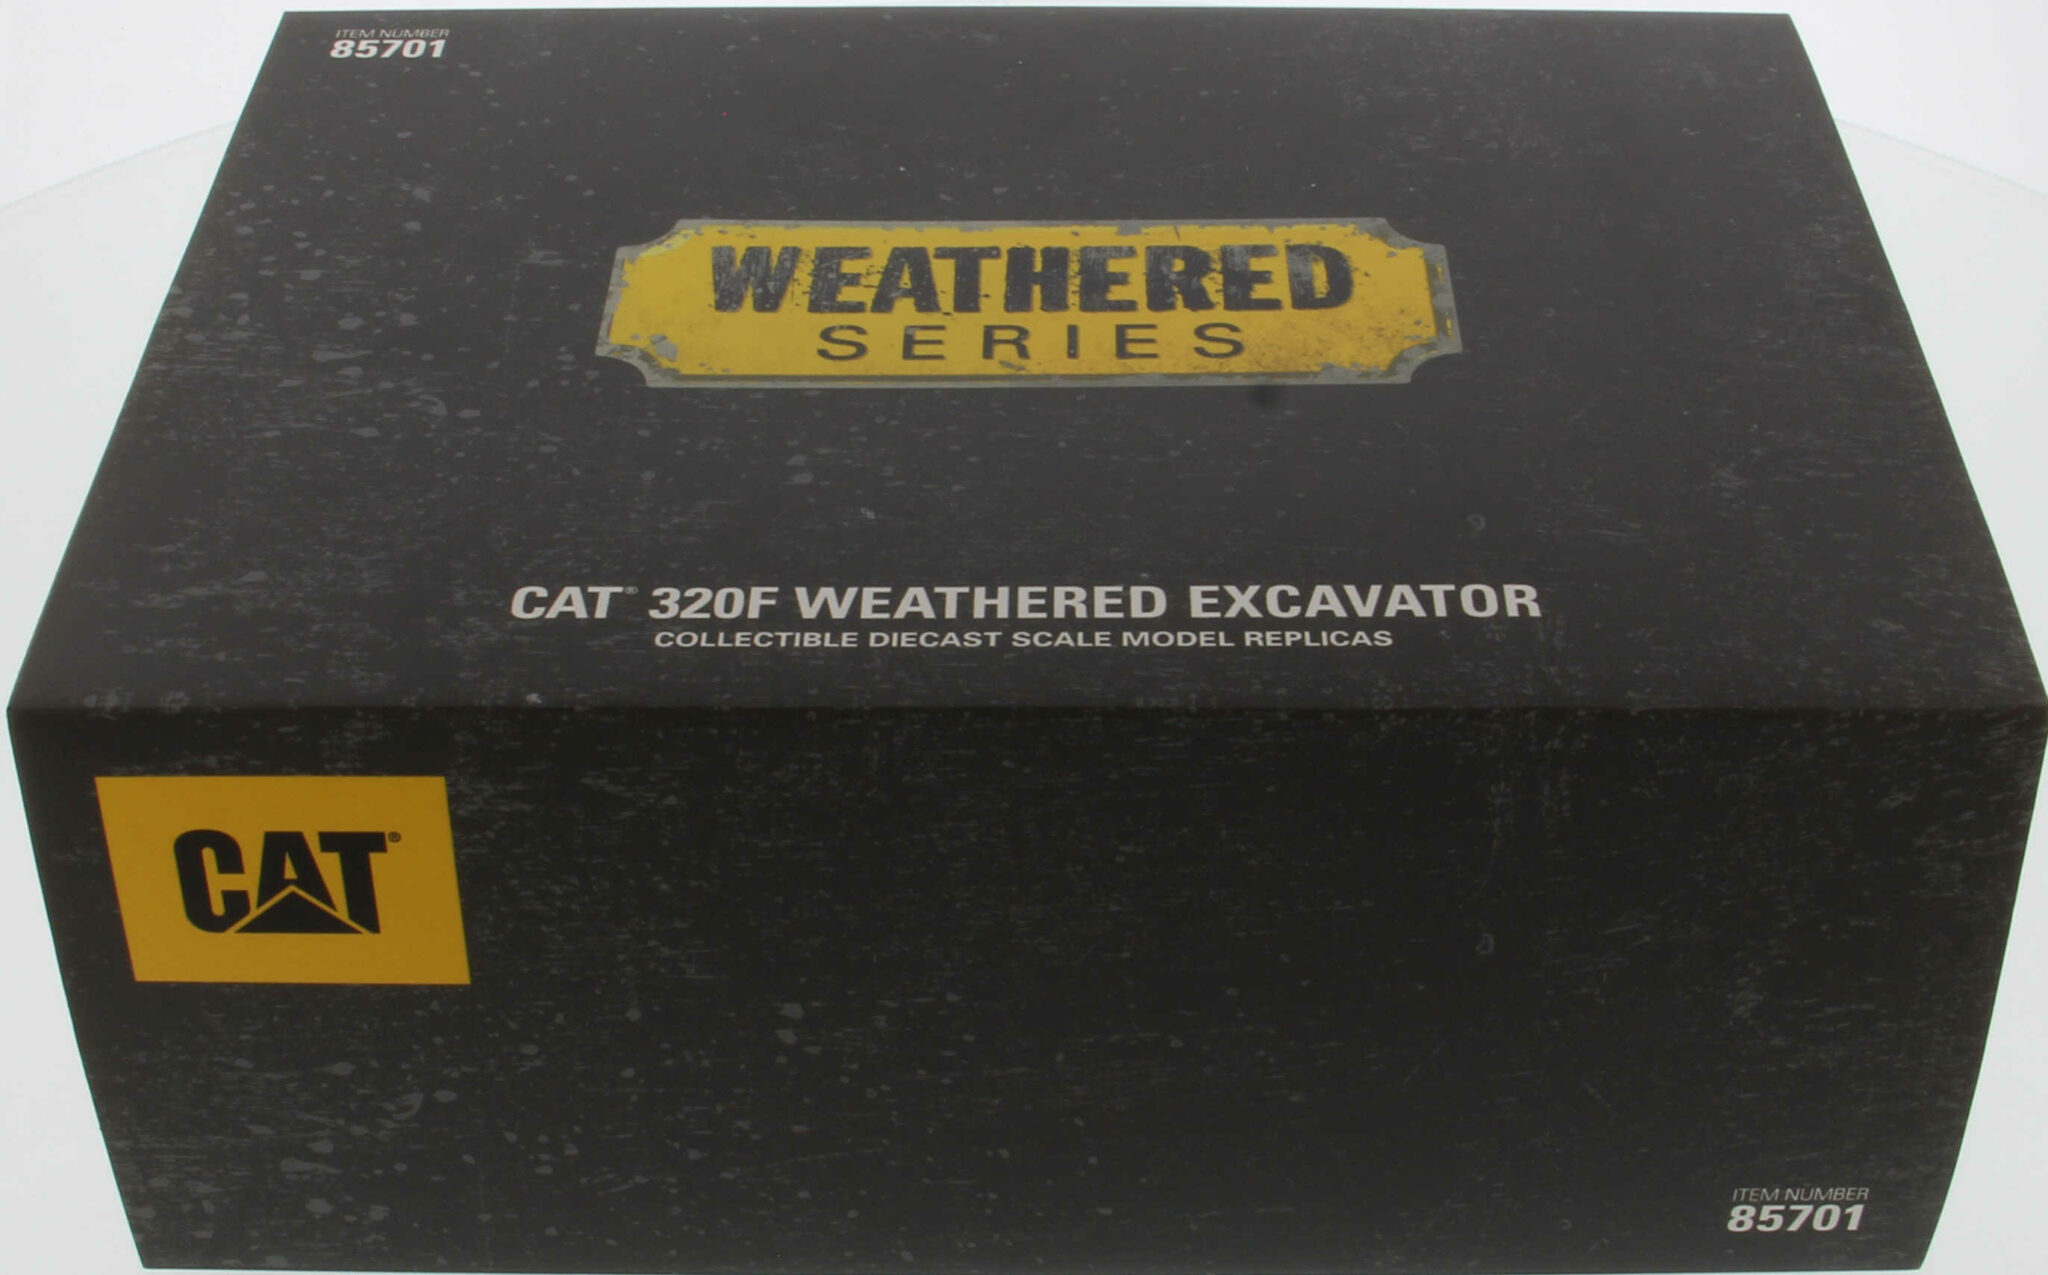 ITEM NUMBER
85701
WEATHERED
SERIES
CAT® 320F WEATHERED EXCAVATOR
COLLECTIBLE DIECAST SCALE MODEL REPLICAS
CAT®
ITEM NUMBER
85701